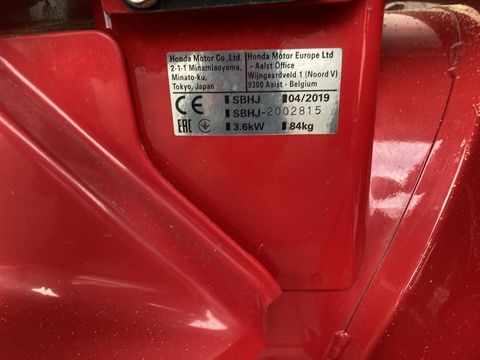 Honda Motor Co.,Ltd.
2-1-1 Minamiaoyama,
Minato-ku,
Tokyo, Japan
Honda Motor Europe Ltd
- Aalst Office
Wijngaardveld 1 (Noord V)
9300 Aalst - Belgium
CE SBHJ 04/2019
SBHJ-2002815
EAC 3.6kW 84kg